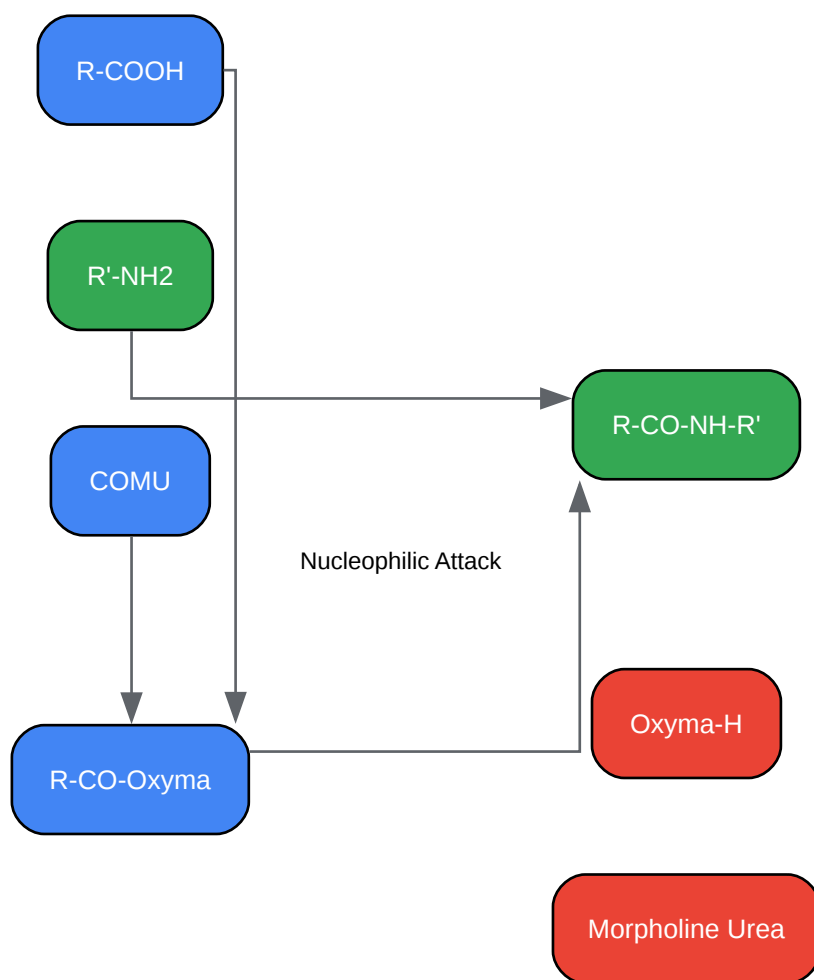 R-COOH
R'-NH2
R-CO-NH-R'
COMU
Nucleophilic Attack
Oxyma-H
R-CO-Oxyma
Morpholine Urea